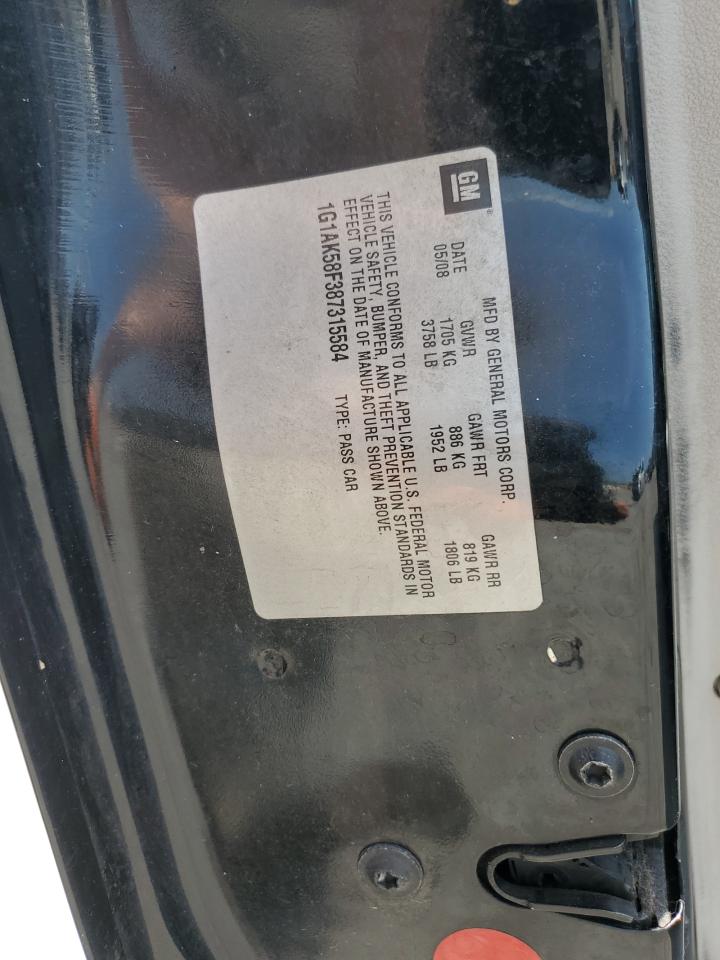 GM ®
MFD BY GENERAL MOTORS CORP.
DATE GVWR GAWR FRT GAWR RR
05/08 1705 KG 886 KG 819 KG
3758 LB 1952 LB 1806 LB
THIS VEHICLE CONFORMS TO ALL APPLICABLE U.S. FEDERAL MOTOR
VEHICLE SAFETY, BUMPER, AND THEFT PREVENTION STANDARDS IN
EFFECT ON THE DATE OF MANUFACTURE SHOWN ABOVE.
1G1AK58F387315584 TYPE: PASS CAR